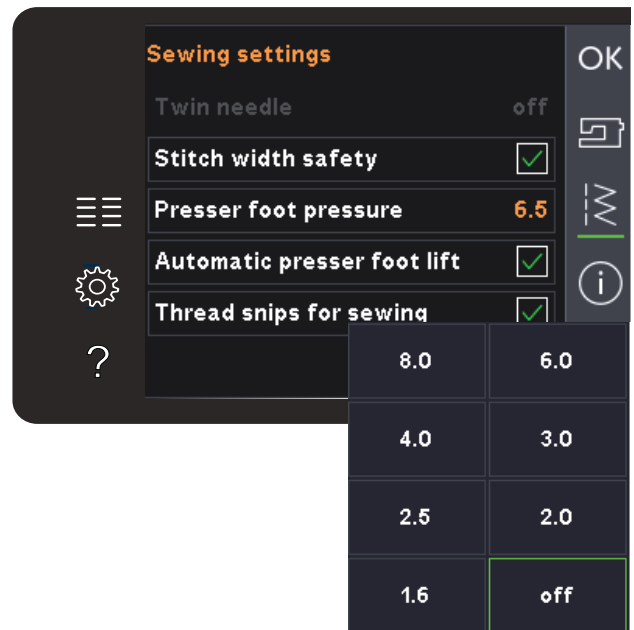 Sewing settings
OK
Twin needle off
Stitch width safety
Presser foot pressure 6.5
Automatic presser foot lift
i
Thread snips for sewing
?
8.0 6.0
4.0 3.0
2.5 2.0
1.6 off